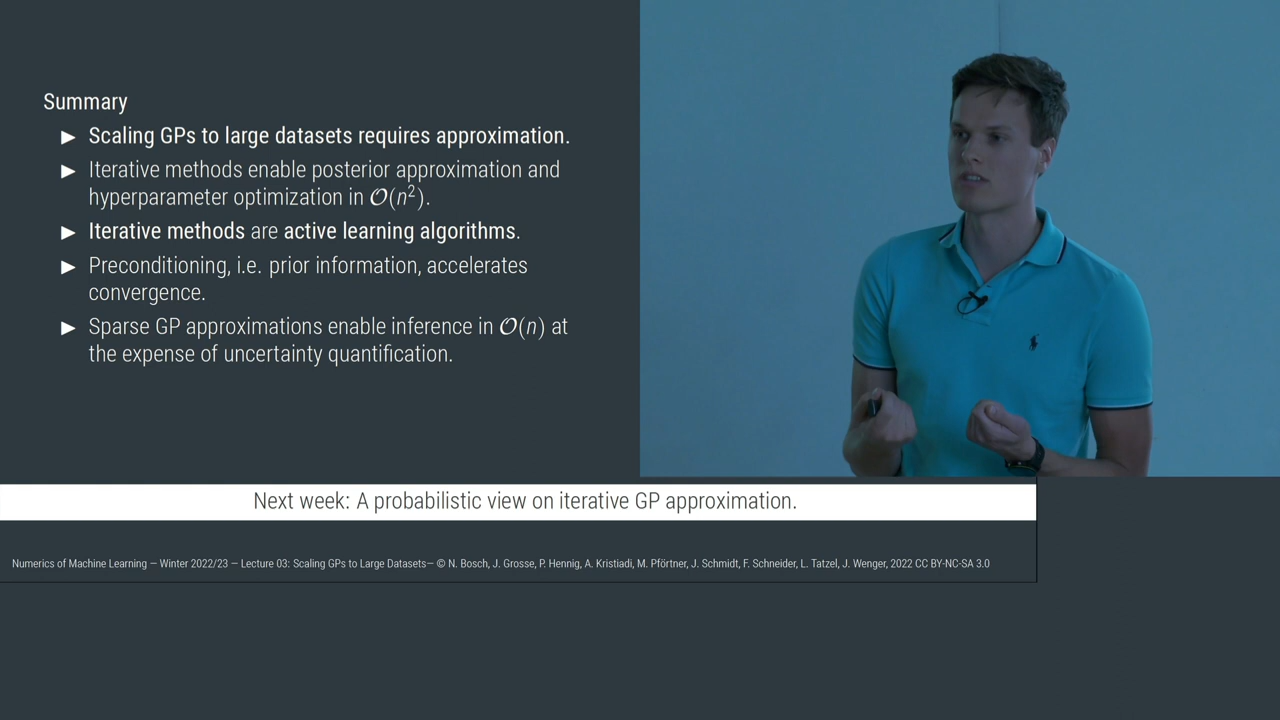 Summary
► Scaling GPs to large datasets requires approximation.
► Iterative methods enable posterior approximation and
hyperparameter optimization in 𝒪(n²).
► Iterative methods are active learning algorithms.
► Preconditioning, i.e. prior information, accelerates
convergence.
► Sparse GP approximations enable inference in 𝒪(n) at
the expense of uncertainty quantification.
Next week: A probabilistic view on iterative GP approximation.
Numerics of Machine Learning — Winter 2022/23 — Lecture 03: Scaling GPs to Large Datasets— © N. Bosch, J. Grosse, P. Hennig, A. Kristiadi, M. Pförtner, J. Schmidt, F. Schneider, L. Tatzel, J. Wenger, 2022 CC BY-NC-SA 3.0